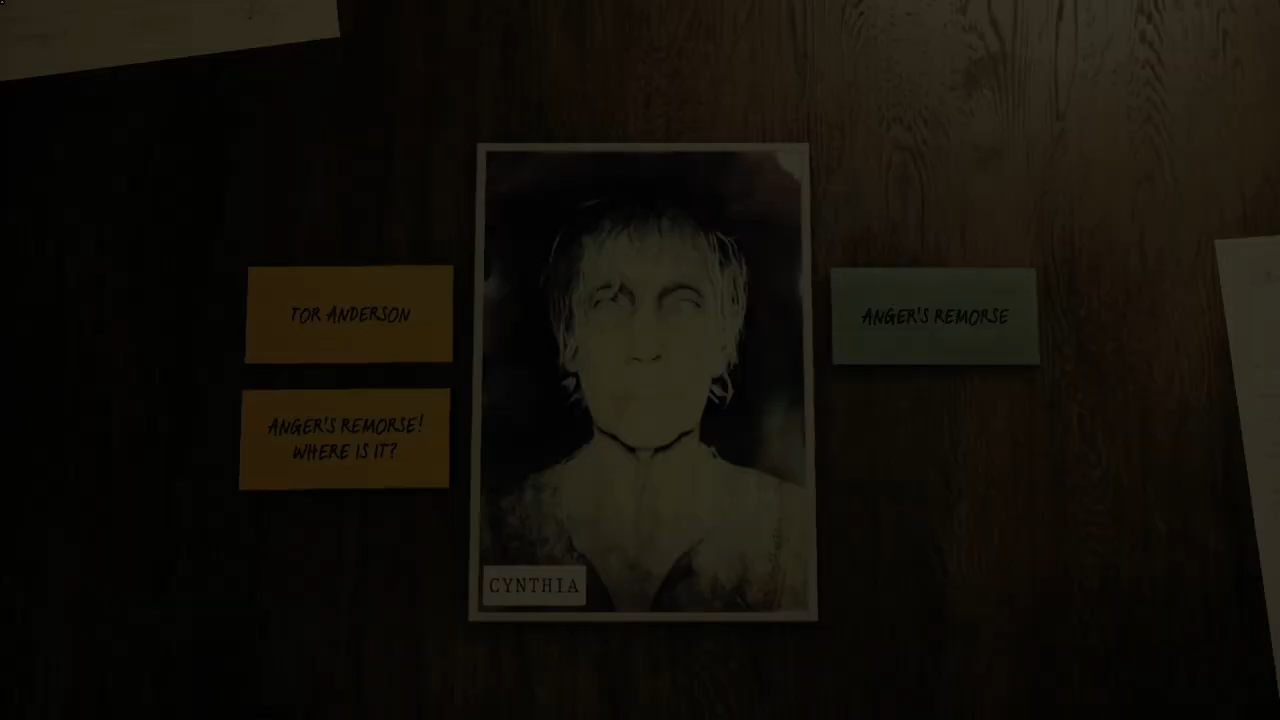 TOR ANDERSON
ANGER'S REMORSE!
WHERE IS IT?
CYNTHIA
ANGER'S REMORSE